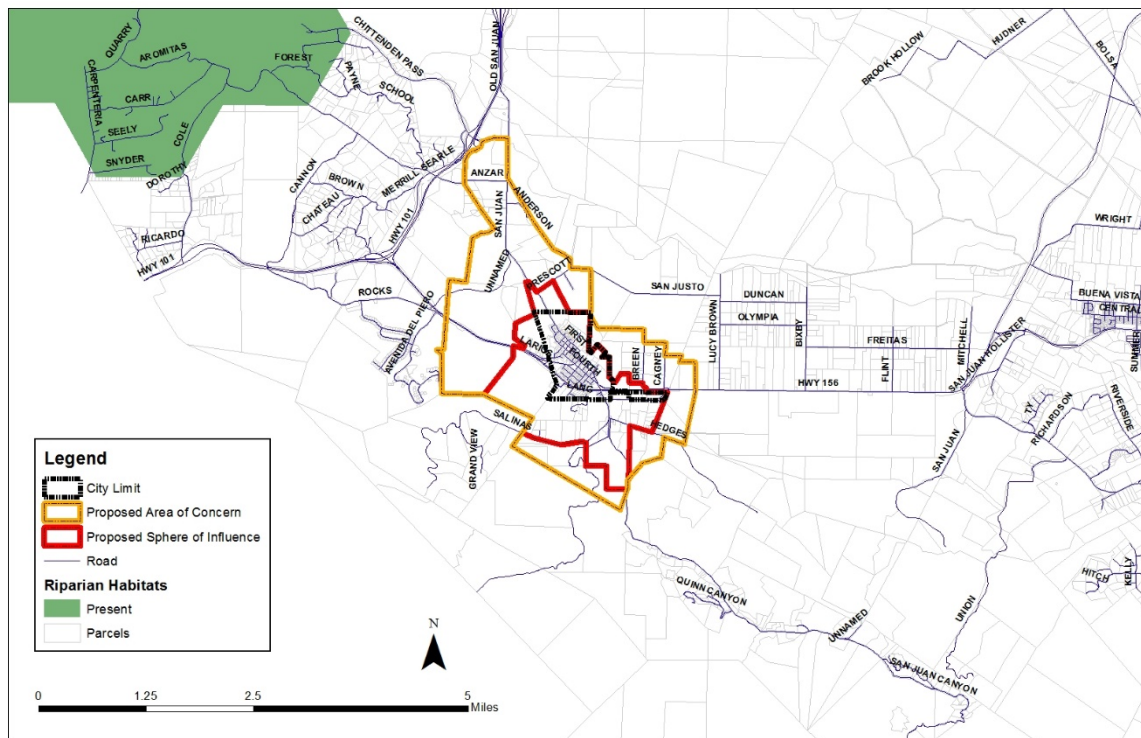 CHITTENDEN PASS
OLD SAN JUAN
HUDNER
BOLSA
BROOK HOLLOW
QUARRY
AROMITAS
FOREST
PAYNE
SCHOOL
CARPENTERIA
CARR
SEELY
SNYDER
COLE
DOROTHY
CANNON
BROWN
CHATEAU
MERRILL
SEARLE
ANZAR
ANDERSON
SAN JUAN
HWY 101
RICARDO
HWY 101
UNNAMED
PRESCOTT
ROCKS
AVENIDA DEL PIERO
SAN JUSTO
LUCY BROWN
DUNCAN
OLYMPIA
BIXBY
FREITAS
FLINT
MITCHELL
SAN JUAN HOLLISTER
WRIGHT
BUENA VISTA
CENTRAL
FIRST
FOURTH
LANG
BREEN
CAGNEY
HWY 156
SALINAS
GRAND VIEW
SAN JUAN
TY
RICHARDSON
RIVERSIDE
HITCH
KELLY
UNION
QUINN CANYON
UNNAMED
SAN JUAN CANYON
Legend
City Limit
Proposed Area of Concern
Proposed Sphere of Influence
Road
Riparian Habitats
Present
Parcels
N
0 1.25 2.5 5
Miles